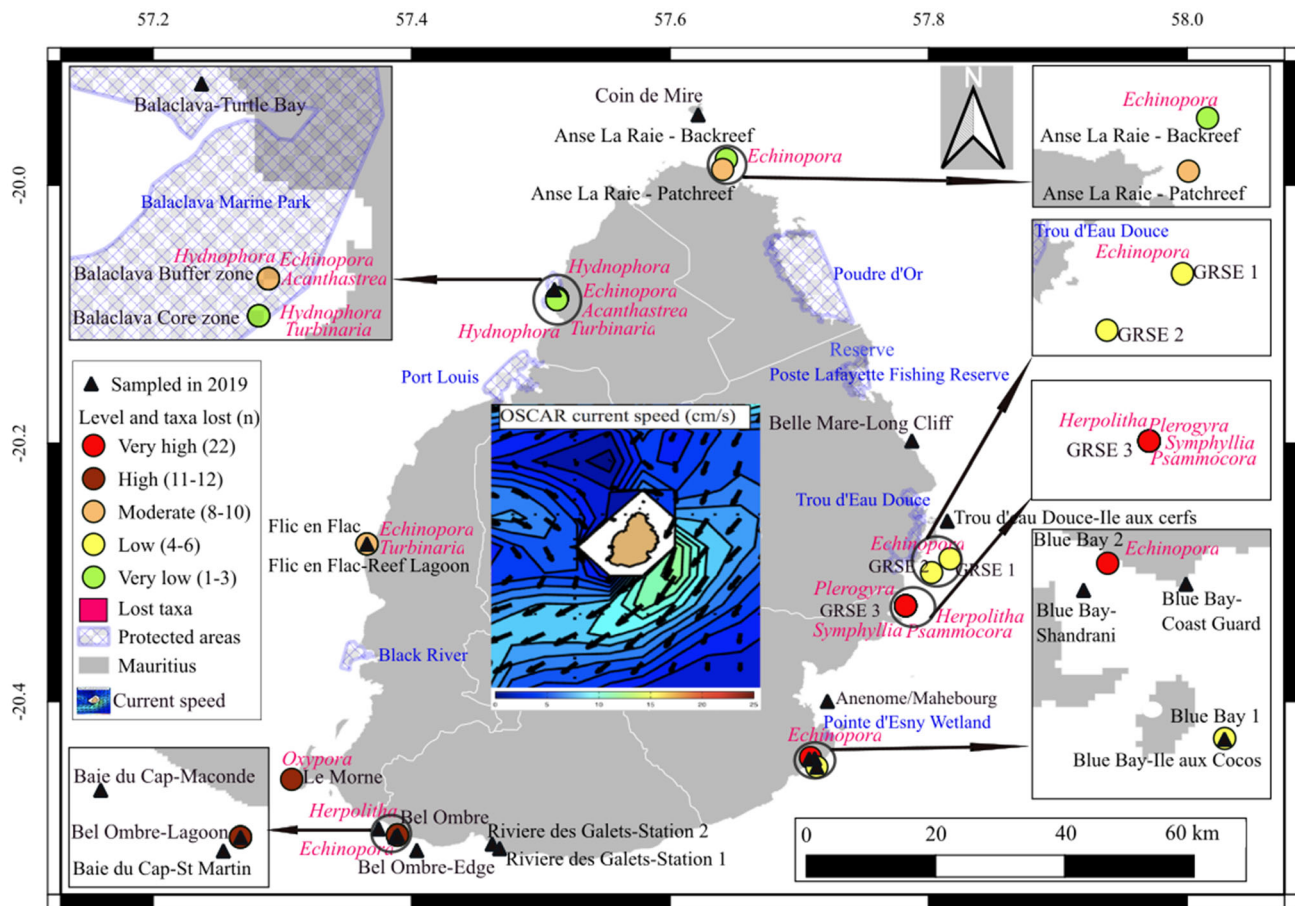 57.2 57.4 57.6 57.8 58.0
-20.0
-20.2
-20.4
Balaclava-Turtle Bay
Balaclava Marine Park
Hydnophora
Echinopora
Balaclava Buffer zone
Acanthastrea
Balaclava Core zone
Hydnophora
Turbinaria
Sampled in 2019
Level and taxa lost (n)
Very high (22)
High (11-12)
Moderate (8-10)
Low (4-6)
Very low (1-3)
Lost taxa
Protected areas
Mauritius
Current speed
Baie du Cap-Maconde
Bel Ombre-Lagoon
Baie du Cap-St Martin
Coin de Mire
Anse La Raie - Backreef
Echinopora
Anse La Raie - Patchreef
N
Hydnophora
Echinopora
Acanthastrea
Hydnophora
Turbinaria
Poudre d'Or
Port Louis
Reserve
Poste Lafayette Fishing Reserve
OSCAR current speed (cm/s)
0 5 10 15 20 25
Belle Mare-Long Cliff
Trou d'Eau Douce
Trou d'eau Douce-Ile aux cerfs
Flic en Flac
Echinopora
Turbinaria
Flic en Flac-Reef Lagoon
Echinopora
GRSE 2
GRSE 1
Plerogyra
GRSE 3
Herpolitha
Symphyllia
Psammocora
Black River
Anenome/Mahebourg
Pointe d'Esny Wetland
Echinopora
Oxypora
Le Morne
Herpolitha
Bel Ombre
Echinopora
Bel Ombre-Edge
Riviere des Galets-Station 2
Riviere des Galets-Station 1
Echinopora
Anse La Raie - Backreef
Anse La Raie - Patchreef
Trou d'Eau Douce
Echinopora
GRSE 1
GRSE 2
Herpolitha
Plerogyra
GRSE 3
Symphyllia
Psammocora
Blue Bay 2
Echinopora
Blue Bay-
Shandrani
Blue Bay-
Coast Guard
Blue Bay 1
Blue Bay-Ile aux Cocos
0 20 40 60 km